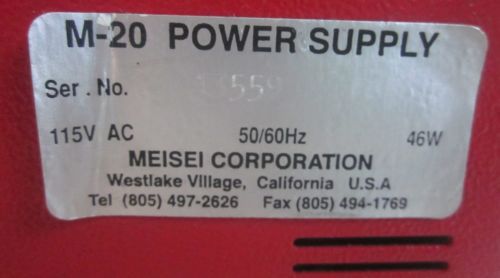 M-20 POWER SUPPLY
Ser . No.
115V AC 50/60Hz 46W
MEISEI CORPORATION
Westlake Village, California U.S.A
Tel (805) 497-2626 Fax (805) 494-1769